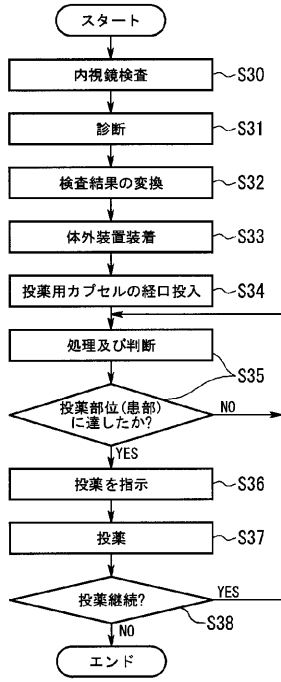 スタート
内視鏡検査
S30
診断
S31
検査結果の変換
S32
体外装置装着
S33
投薬用カプセルの経口投入
S34
処理及び判断
S35
投薬部位(患部)
に達したか?
NO
YES
投薬を指示
S36
投薬
S37
投薬継続?
YES
S38
NO
エンド